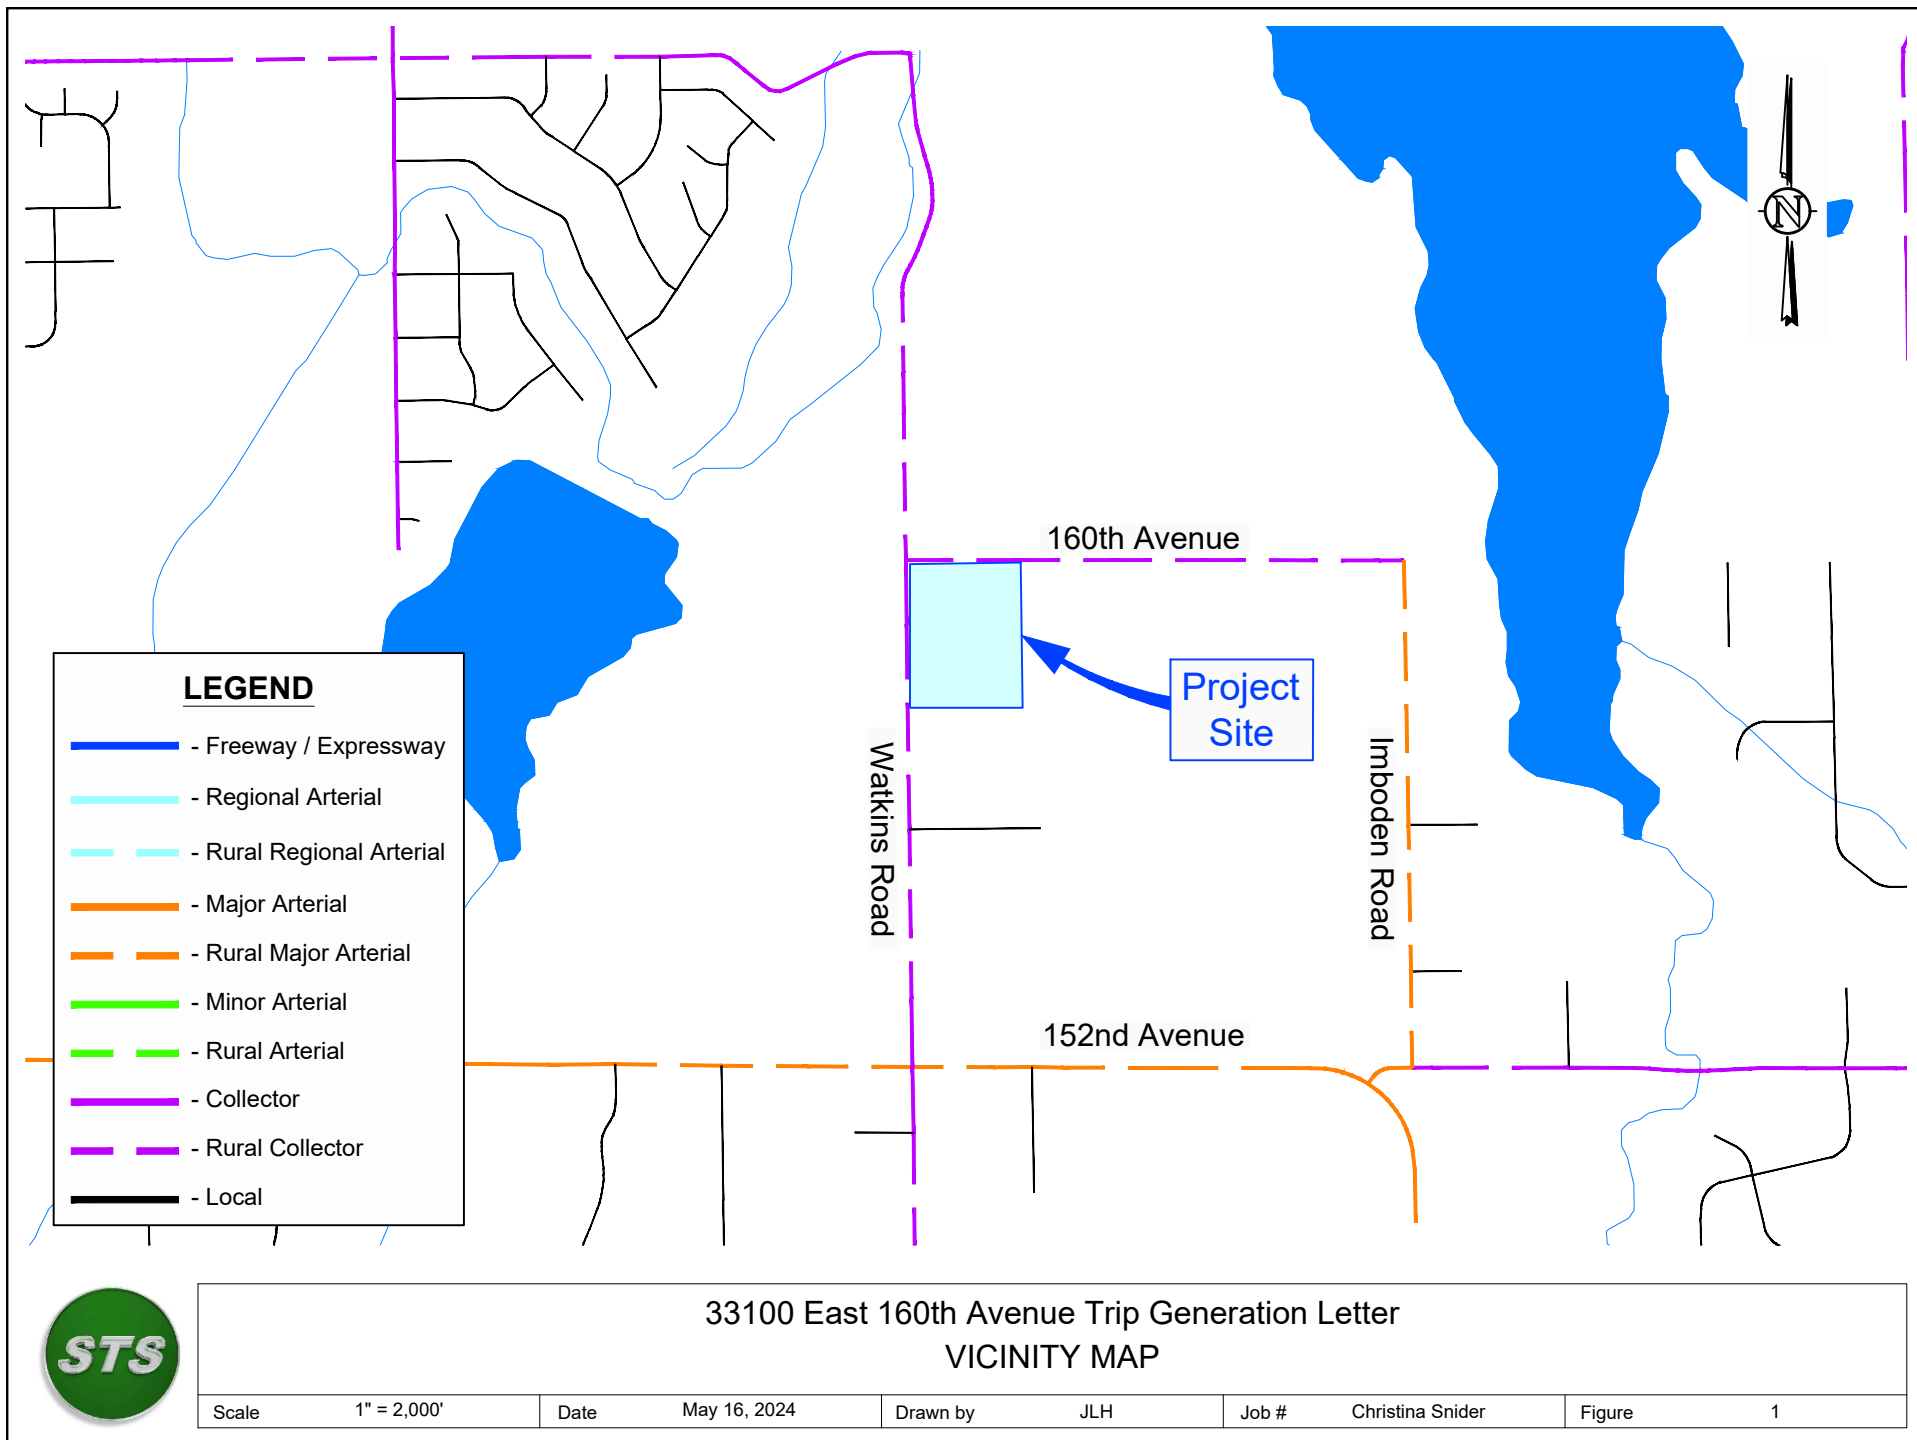 N
160th Avenue
Project
Site
Watkins Road
Imboden Road
152nd Avenue
LEGEND
- Freeway / Expressway
- Regional Arterial
- Rural Regional Arterial
- Major Arterial
- Rural Major Arterial
- Minor Arterial
- Rural Arterial
- Collector
- Rural Collector
- Local
STS
33100 East 160th Avenue Trip Generation Letter
VICINITY MAP
Scale 1" = 2,000' Date May 16, 2024 Drawn by JLH Job # Christina Snider Figure 1